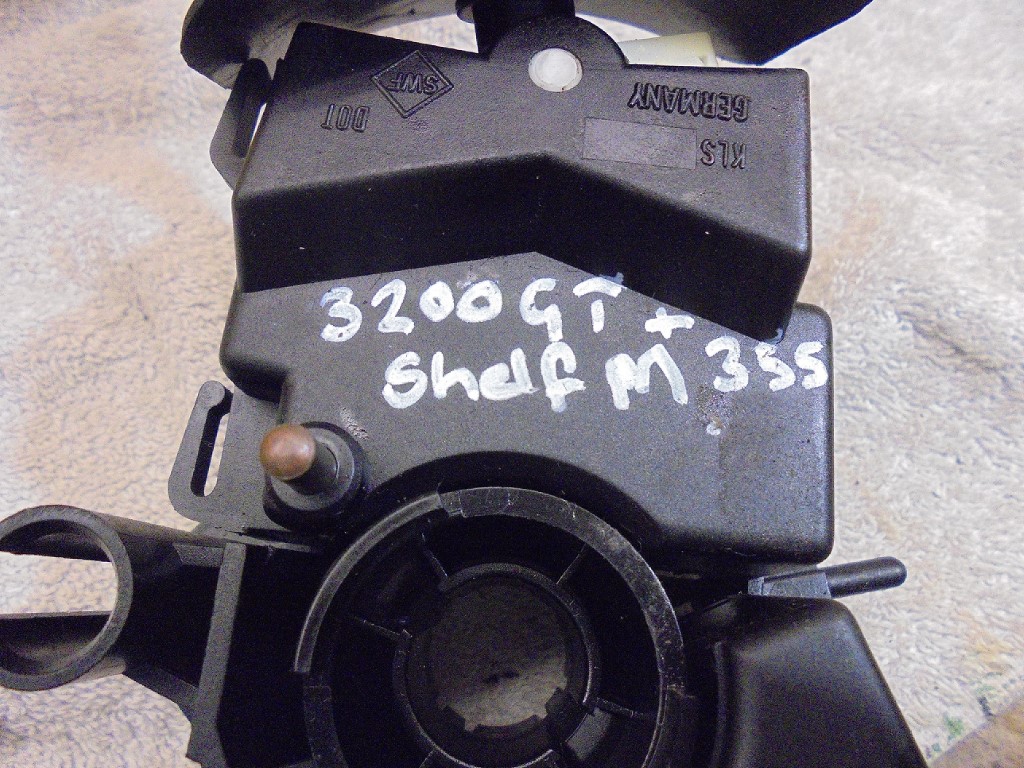 SWF
DOT
GERMANY
KLS
3200 GT +
Shelf M 355